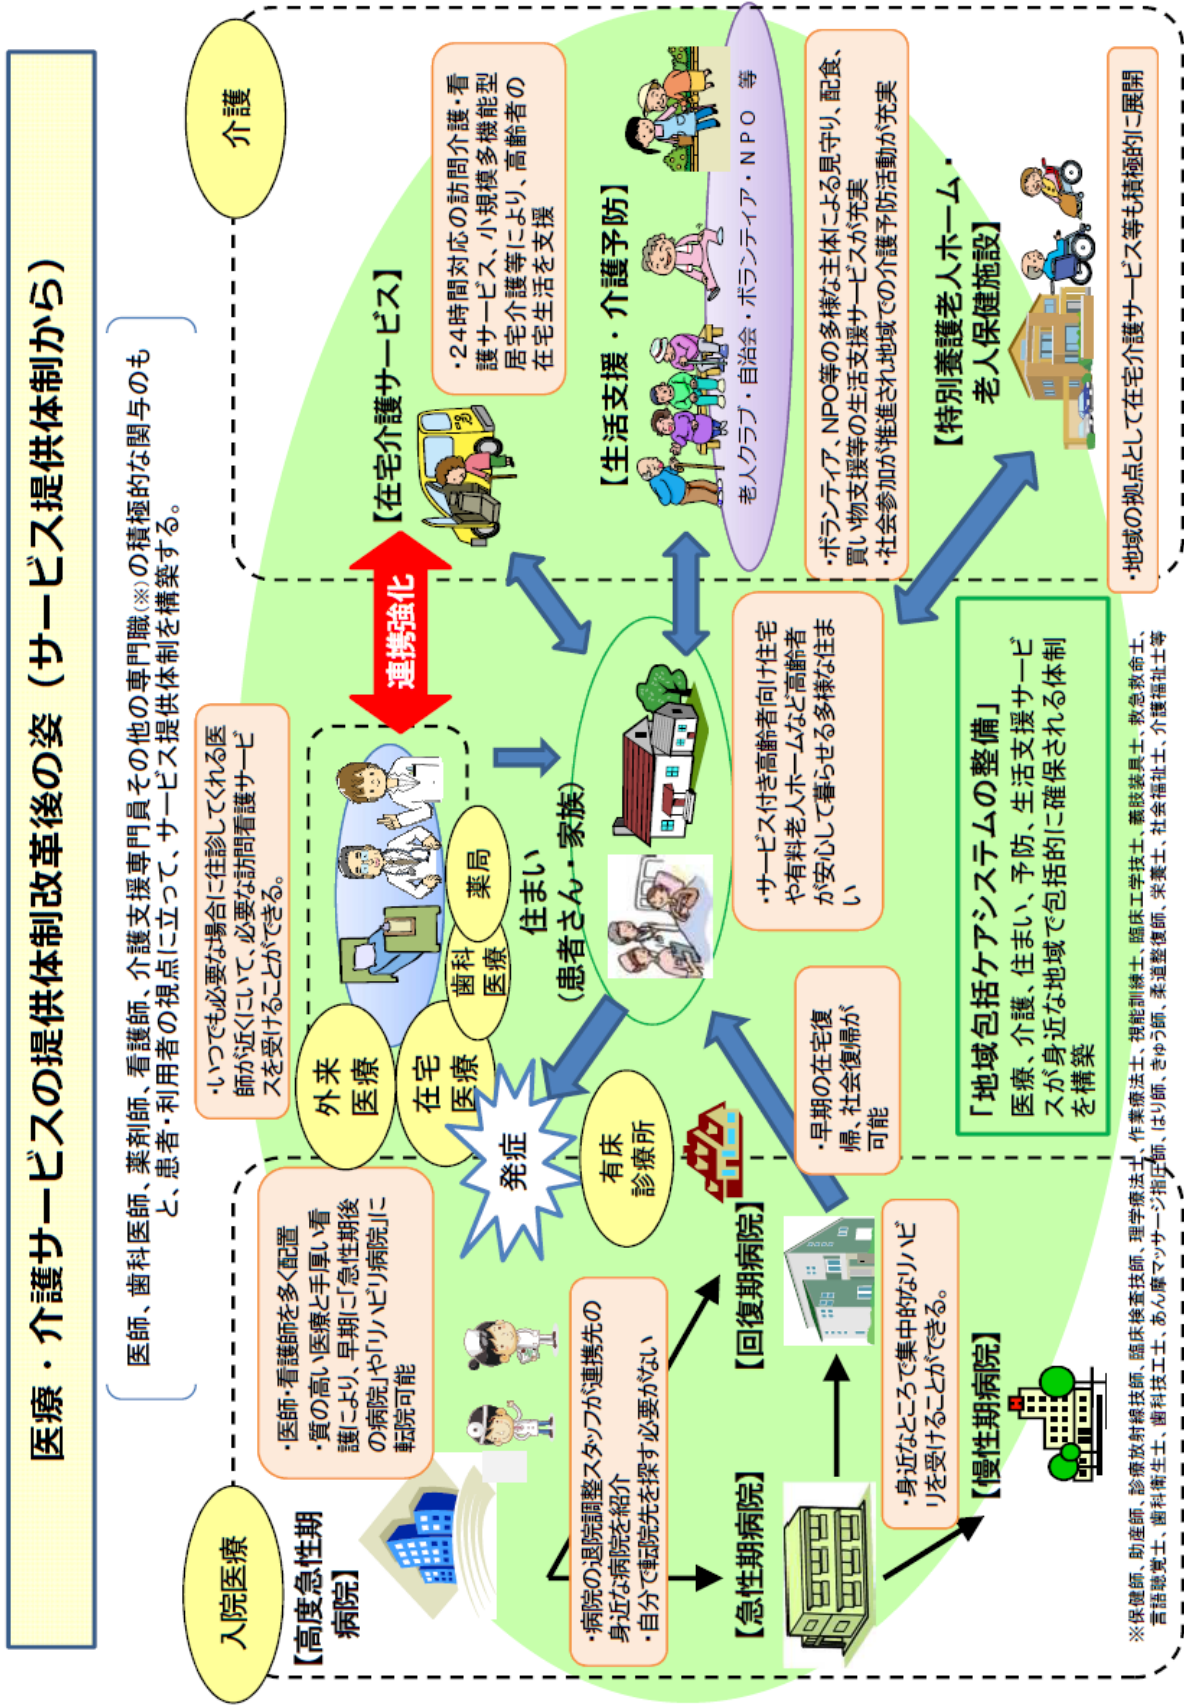 医療・介護サービスの提供体制改革後の姿（サービス提供体制から）
医師、歯科医師、薬剤師、看護師、介護支援専門員その他の専門職(※)の積極的な関与のも
と、患者・利用者の視点に立って、サービス提供体制を構築する。
入院医療
【高度急性期
病院】
・医師・看護師を多く配置
・質の高い医療と手厚い看
護により、早期に「急性期後
の病院」や「リハビリ病院」に
転院可能
・病院の退院調整スタッフが連携先の
身近な病院を紹介
・自分で転院先を探す必要がない
【急性期病院】
【回復期病院】
・身近なところで集中的なリハビ
リを受けることができる。
【慢性期病院】
H
・いつでも必要な場合に往診してくれる医
師が近くにいて、必要な訪問看護サービ
スを受けることができる。
外来
医療
在宅
医療
歯科
医療
薬局
発症
有床
診療所
住まい
（患者さん・家族）
・早期の在宅復
帰、社会復帰が
可能
・サービス付き高齢者向け住宅
や有料老人ホームなど高齢者
が安心して暮らせる多様な住ま
い
「地域包括ケアシステムの整備」
医療、介護、住まい、予防、生活支援サービ
スが身近な地域で包括的に確保される体制
を構築
連携強化
介護
【在宅介護サービス】
・24時間対応の訪問介護・看
護サービス、小規模多機能型
居宅介護等により、高齢者の
在宅生活を支援
【生活支援・介護予防】
老人クラブ・自治会・ボランティア・NPO 等
・ボランティア、NPO等の多様な主体による見守り、配食、
買い物支援等の生活支援サービスが充実
・社会参加が推進され地域での介護予防活動が充実
【特別養護老人ホーム・
老人保健施設】
・地域の拠点として在宅介護サービス等も積極的に展開
※保健師、助産師、診療放射線技師、臨床検査技師、理学療法士、作業療法士、視能訓練士、臨床工学技士、義肢装具士、救急救命士、
言語聴覚士、歯科衛生士、歯科技工士、あん摩マッサージ指圧師、はり師、きゅう師、柔道整復師、栄養士、社会福祉士、介護福祉士等